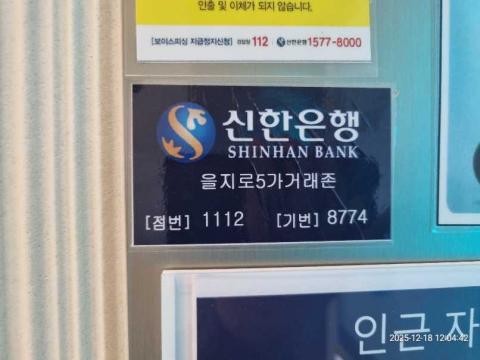 인출 및 이체가 되지 않습니다.
[보이스피싱 지급정지신청] 경찰청 112 · 신한은행 1577-8000
신한은행
SHINHAN BANK
을지로5가거래존
[점번] 1112 [기번] 8774
인근 자
2025-12-18 12:04:42